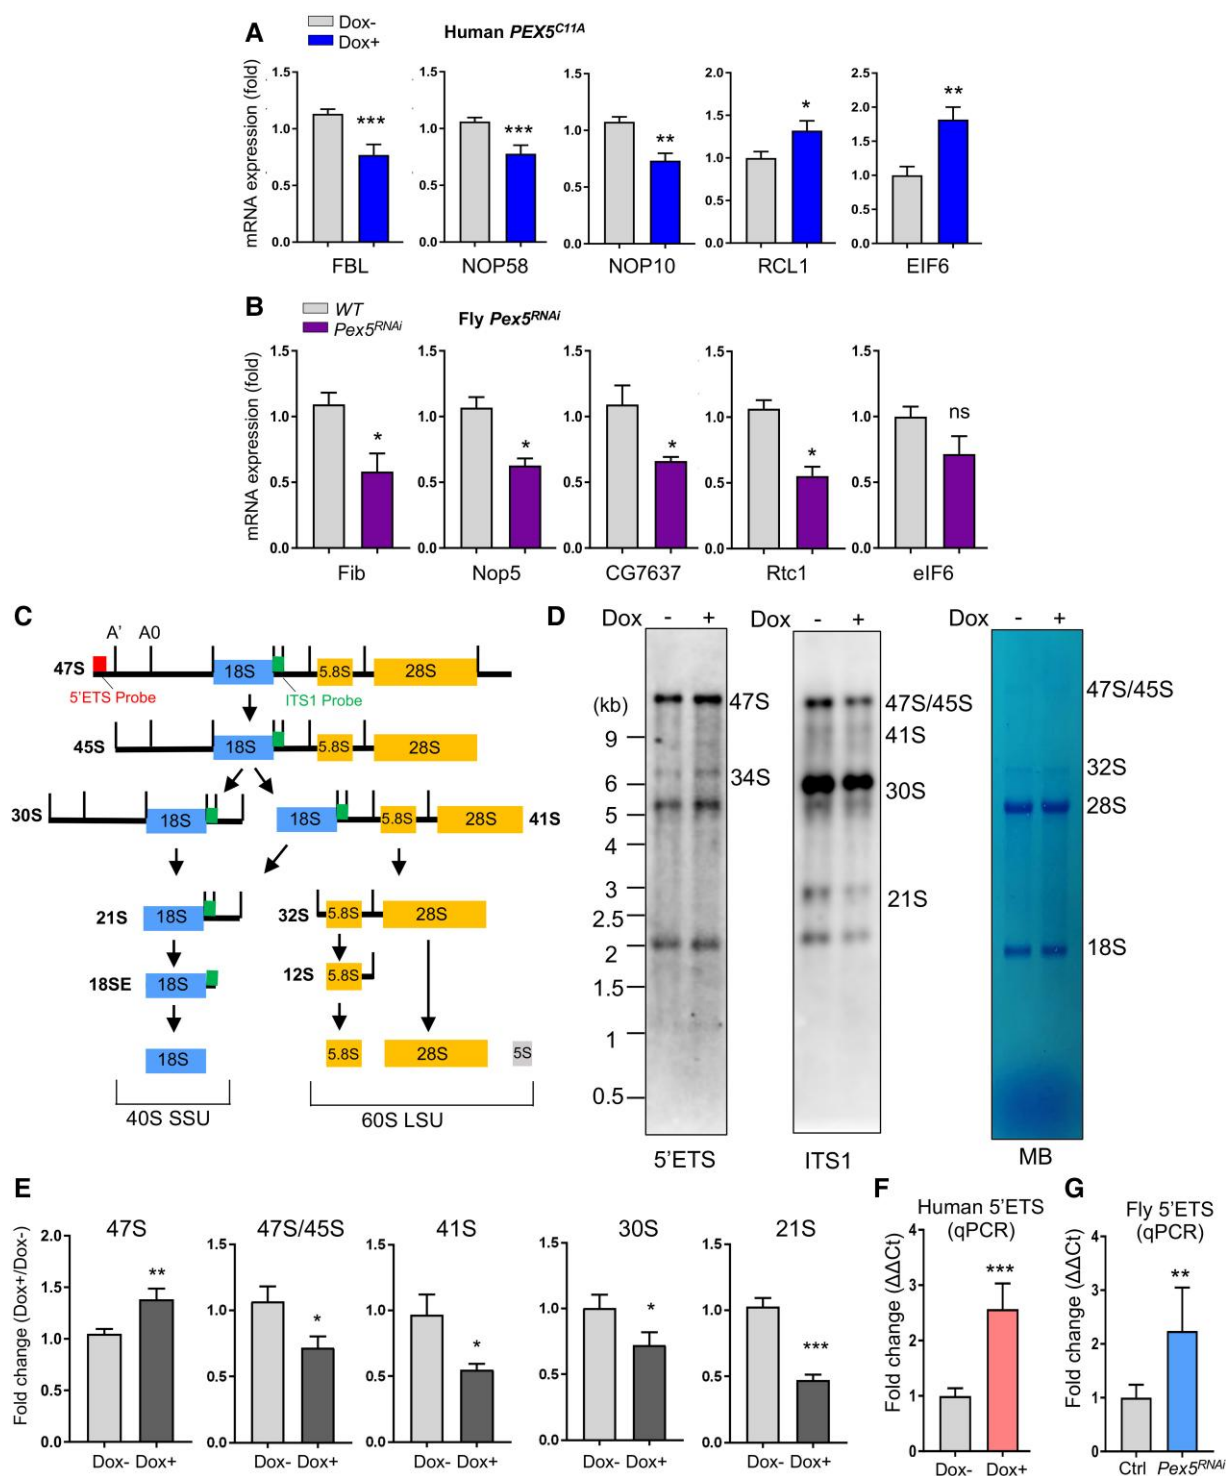 A
Dox-
Dox+
Human PEX5C11A
mRNA expression (fold)
1.5
1.0
0.5
0.0
***
FBL
1.5
1.0
0.5
0.0
***
NOP58
1.5
1.0
0.5
0.0
**
NOP10
2.0
1.5
1.0
0.5
0.0
*
RCL1
2.5
2.0
1.5
1.0
0.5
0.0
**
EIF6
B
WT
Pex5RNAi
Fly Pex5RNAi
mRNA expression (fold)
1.5
1.0
0.5
0.0
*
Fib
1.5
1.0
0.5
0.0
*
Nop5
1.5
1.0
0.5
0.0
*
CG7637
1.5
1.0
0.5
0.0
*
Rtc1
1.5
1.0
0.5
0.0
ns
eIF6
C
A' A0
47S 18S 5.8S 28S
5'ETS Probe ITS1 Probe
45S 18S 5.8S 28S
30S 18S 18S 5.8S 28S 41S
21S 18S 32S 5.8S 28S
18SE 18S 12S 5.8S
18S 5.8S 28S 5S
40S SSU 60S LSU
D
Dox - +
(kb)
9
6
5
4
3
2.5
2
1.5
1
0.5
47S
34S
5'ETS
Dox - +
47S/45S
41S
30S
21S
ITS1
Dox - +
47S/45S
32S
28S
18S
MB
E
Fold change (Dox+/Dox-)
47S
2.0
1.5
1.0
0.5
0.0
**
Dox- Dox+
47S/45S
1.5
1.0
0.5
0.0
*
Dox- Dox+
41S
1.5
1.0
0.5
0.0
*
Dox- Dox+
30S
1.5
1.0
0.5
0.0
*
Dox- Dox+
21S
1.5
1.0
0.5
0.0
***
Dox- Dox+
F
Human 5'ETS
(qPCR)
Fold change (ΔΔCt)
4
3
2
1
0
***
Dox- Dox+
G
Fly 5'ETS
(qPCR)
Fold change (ΔΔCt)
4
3
2
1
0
**
Ctrl Pex5RNAi